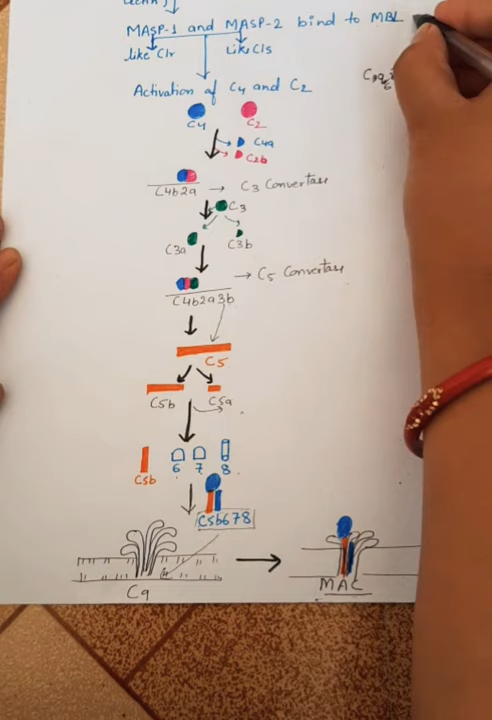 MASP-1 and MASP-2 bind to MBL
like C1r
Like C1s
Activation of C4 and C2
C4
C2
C4a
C2b
C4b2a → C3 Convertase
C3
C3a
C3b
→ C5 Convertase
C4b2a3b
C5
C5b
C5a
C5b
6
7
8
C5b678
C9
MAC